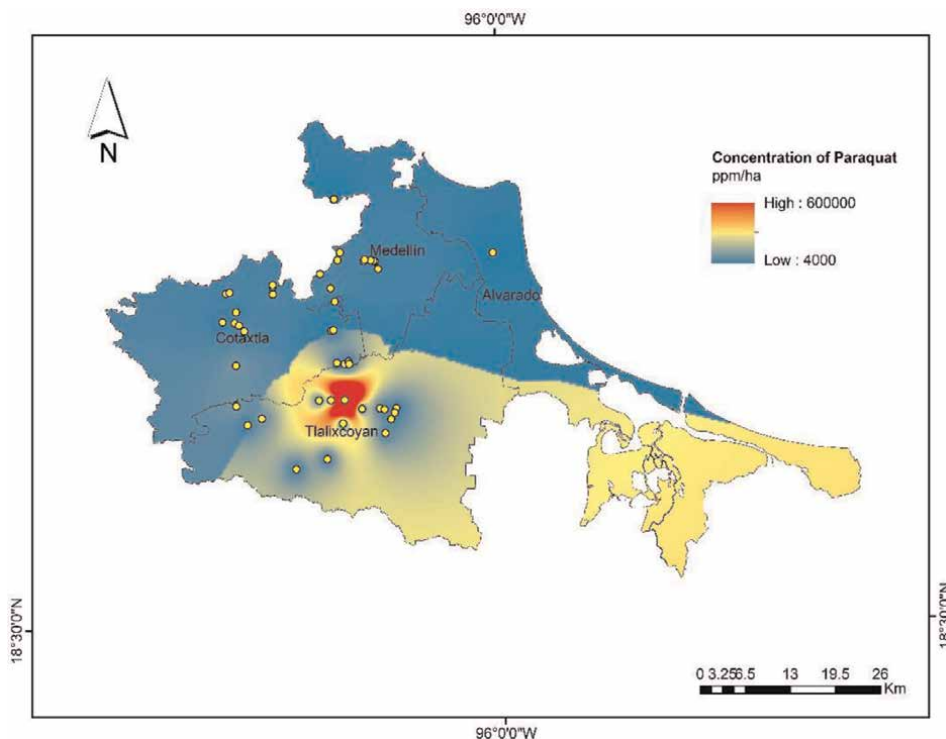 96°0'0"W
N
Concentration of Paraquat
ppm/ha
High : 600000
Low : 4000
Medellín
Alvarado
Cotaxtla
Tlalixcoyan
18°30'0"N
18°30'0"N
0 3.25 6.5 13 19.5 26
Km
96°0'0"W